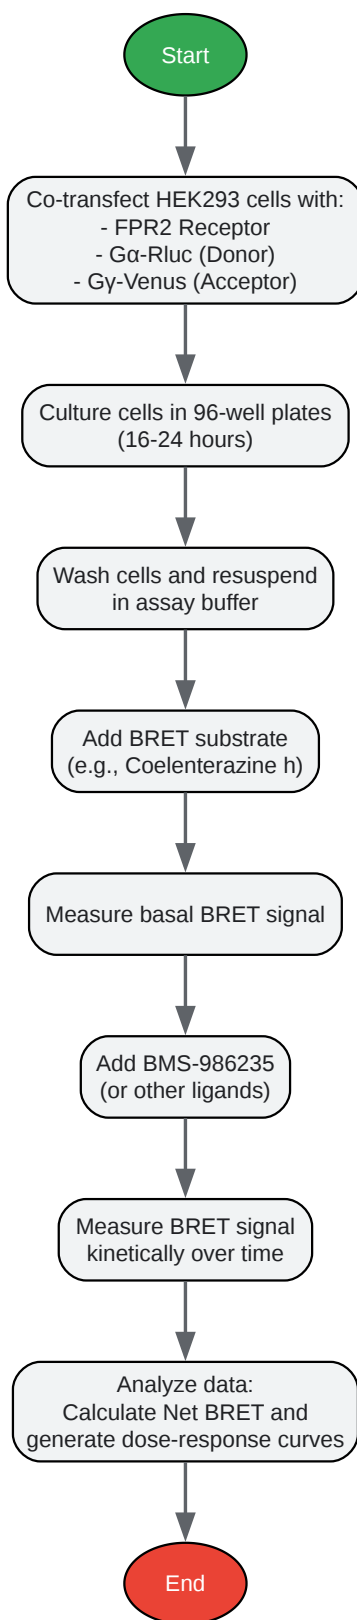 Start
Co-transfect HEK293 cells with:
- FPR2 Receptor
- Gα-Rluc (Donor)
- Gγ-Venus (Acceptor)
Culture cells in 96-well plates
(16-24 hours)
Wash cells and resuspend
in assay buffer
Add BRET substrate
(e.g., Coelenterazine h)
Measure basal BRET signal
Add BMS-986235
(or other ligands)
Measure BRET signal
kinetically over time
Analyze data:
Calculate Net BRET and
generate dose-response curves
End